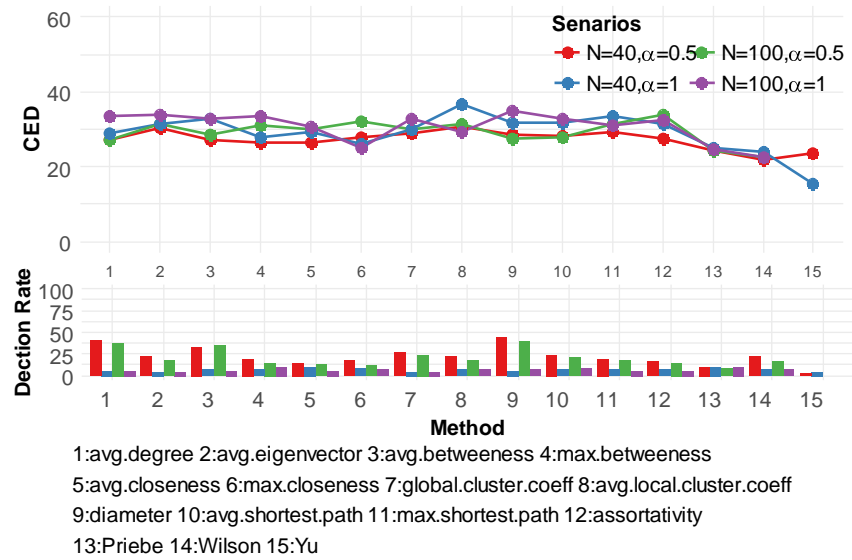 60
40
20
0
CED
Senarios
N=40,α=0.5
N=100,α=0.5
N=40,α=1
N=100,α=1
1 2 3 4 5 6 7 8 9 10 11 12 13 14 15
100
75
50
25
0
Dection Rate
1 2 3 4 5 6 7 8 9 10 11 12 13 14 15
Method
1:avg.degree 2:avg.eigenvector 3:avg.betweeness 4:max.betweeness
5:avg.closeness 6:max.closeness 7:global.cluster.coeff 8:avg.local.cluster.coeff
9:diameter 10:avg.shortest.path 11:max.shortest.path 12:assortativity
13:Priebe 14:Wilson 15:Yu